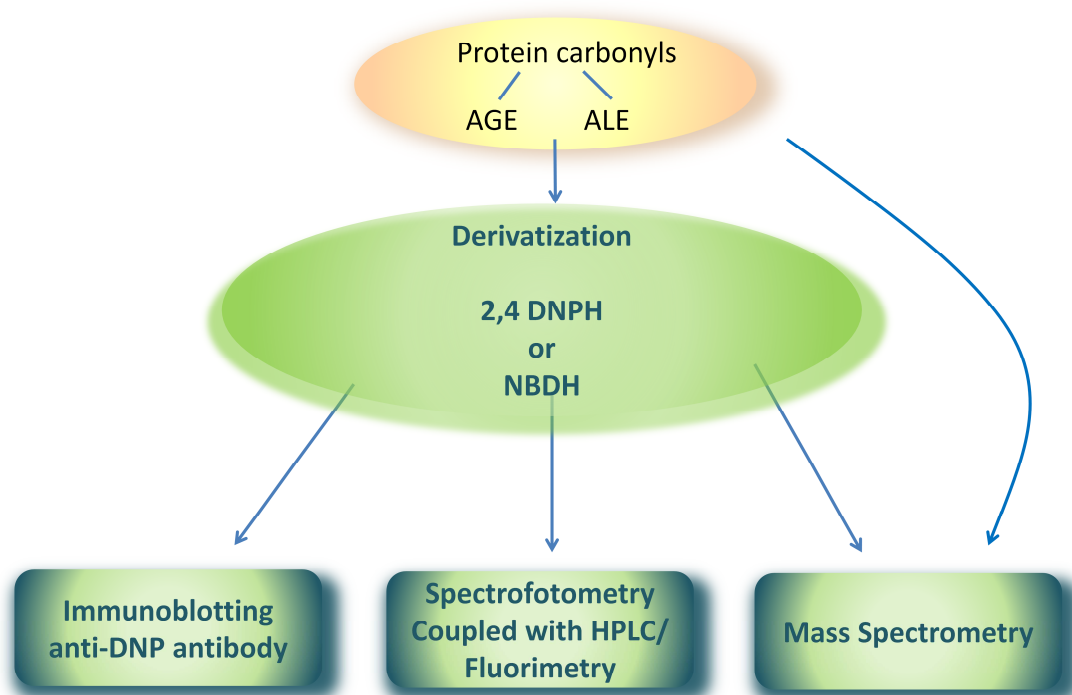 Protein carbonyls
AGE ALE
Derivatization
2,4 DNPH
or
NBDH
Immunoblotting
anti-DNP antibody
Spectrofotometry
Coupled with HPLC/
Fluorimetry
Mass Spectrometry